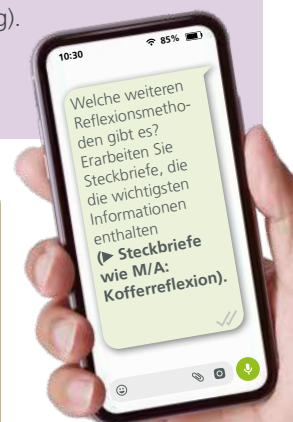 g).
10:30
85%
Welche weiteren
Reflexionsmetho-
den gibt es?
Erarbeiten Sie
Steckbriefe, die
die wichtigsten
Informationen
enthalten
(▶ Steckbriefe
wie M/A:
Kofferreflexion).